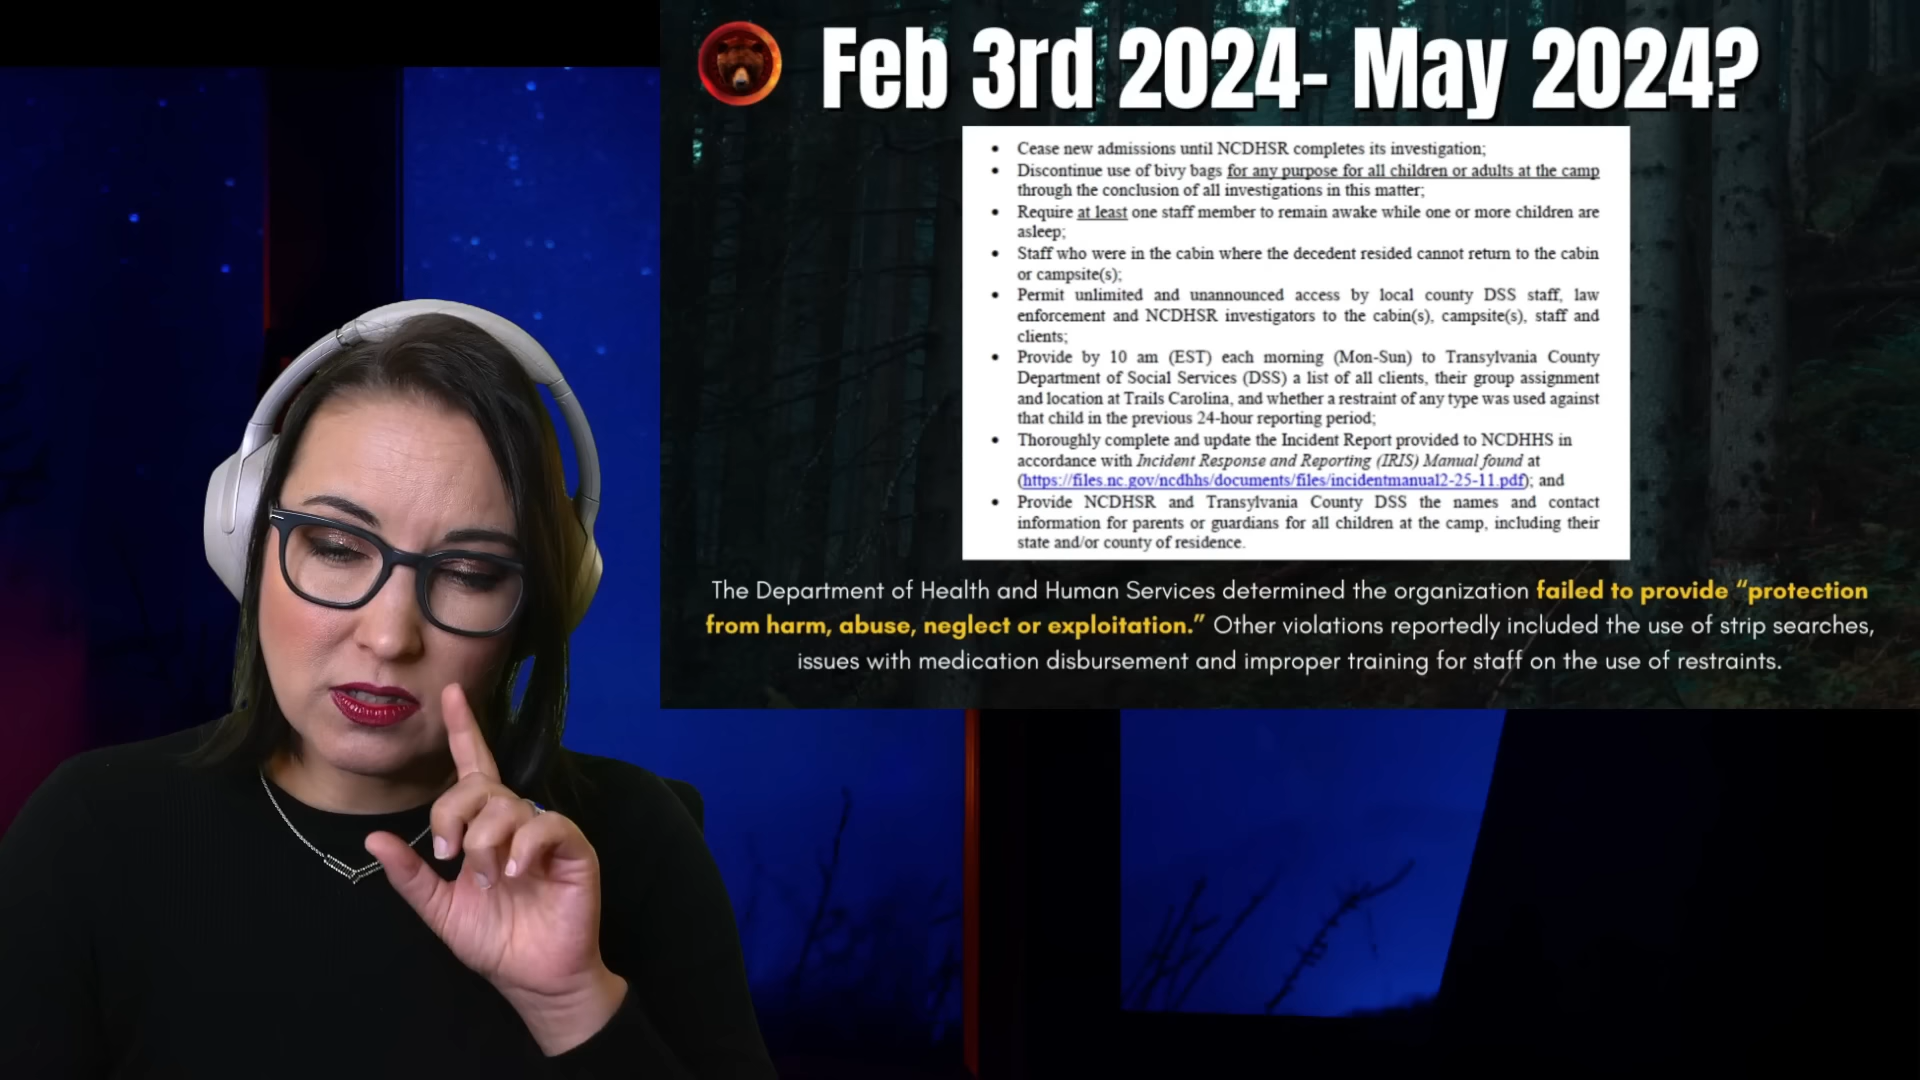 Feb 3rd 2024- May 2024?
• Cease new admissions until NCDHSR completes its investigation;
• Discontinue use of bivy bags for any purpose for all children or adults at the camp
through the conclusion of all investigations in this matter;
• Require at least one staff member to remain awake while one or more children are
asleep;
• Staff who were in the cabin where the decedent resided cannot return to the cabin
or campsite(s);
• Permit unlimited and unannounced access by local county DSS staff, law
enforcement and NCDHSR investigators to the cabin(s), campsite(s), staff and
clients;
• Provide by 10 am (EST) each morning (Mon-Sun) to Transylvania County
Department of Social Services (DSS) a list of all clients, their group assignment
and location at Trails Carolina, and whether a restraint of any type was used against
that child in the previous 24-hour reporting period;
• Thoroughly complete and update the Incident Report provided to NCDHHS in
accordance with Incident Response and Reporting (IRIS) Manual found at
(https://files.nc.gov/ncdhhs/documents/files/incidentmanual2-25-11.pdf); and
• Provide NCDHSR and Transylvania County DSS the names and contact
information for parents or guardians for all children at the camp, including their
state and/or county of residence.
The Department of Health and Human Services determined the organization failed to provide “protection
from harm, abuse, neglect or exploitation.” Other violations reportedly included the use of strip searches,
issues with medication disbursement and improper training for staff on the use of restraints.